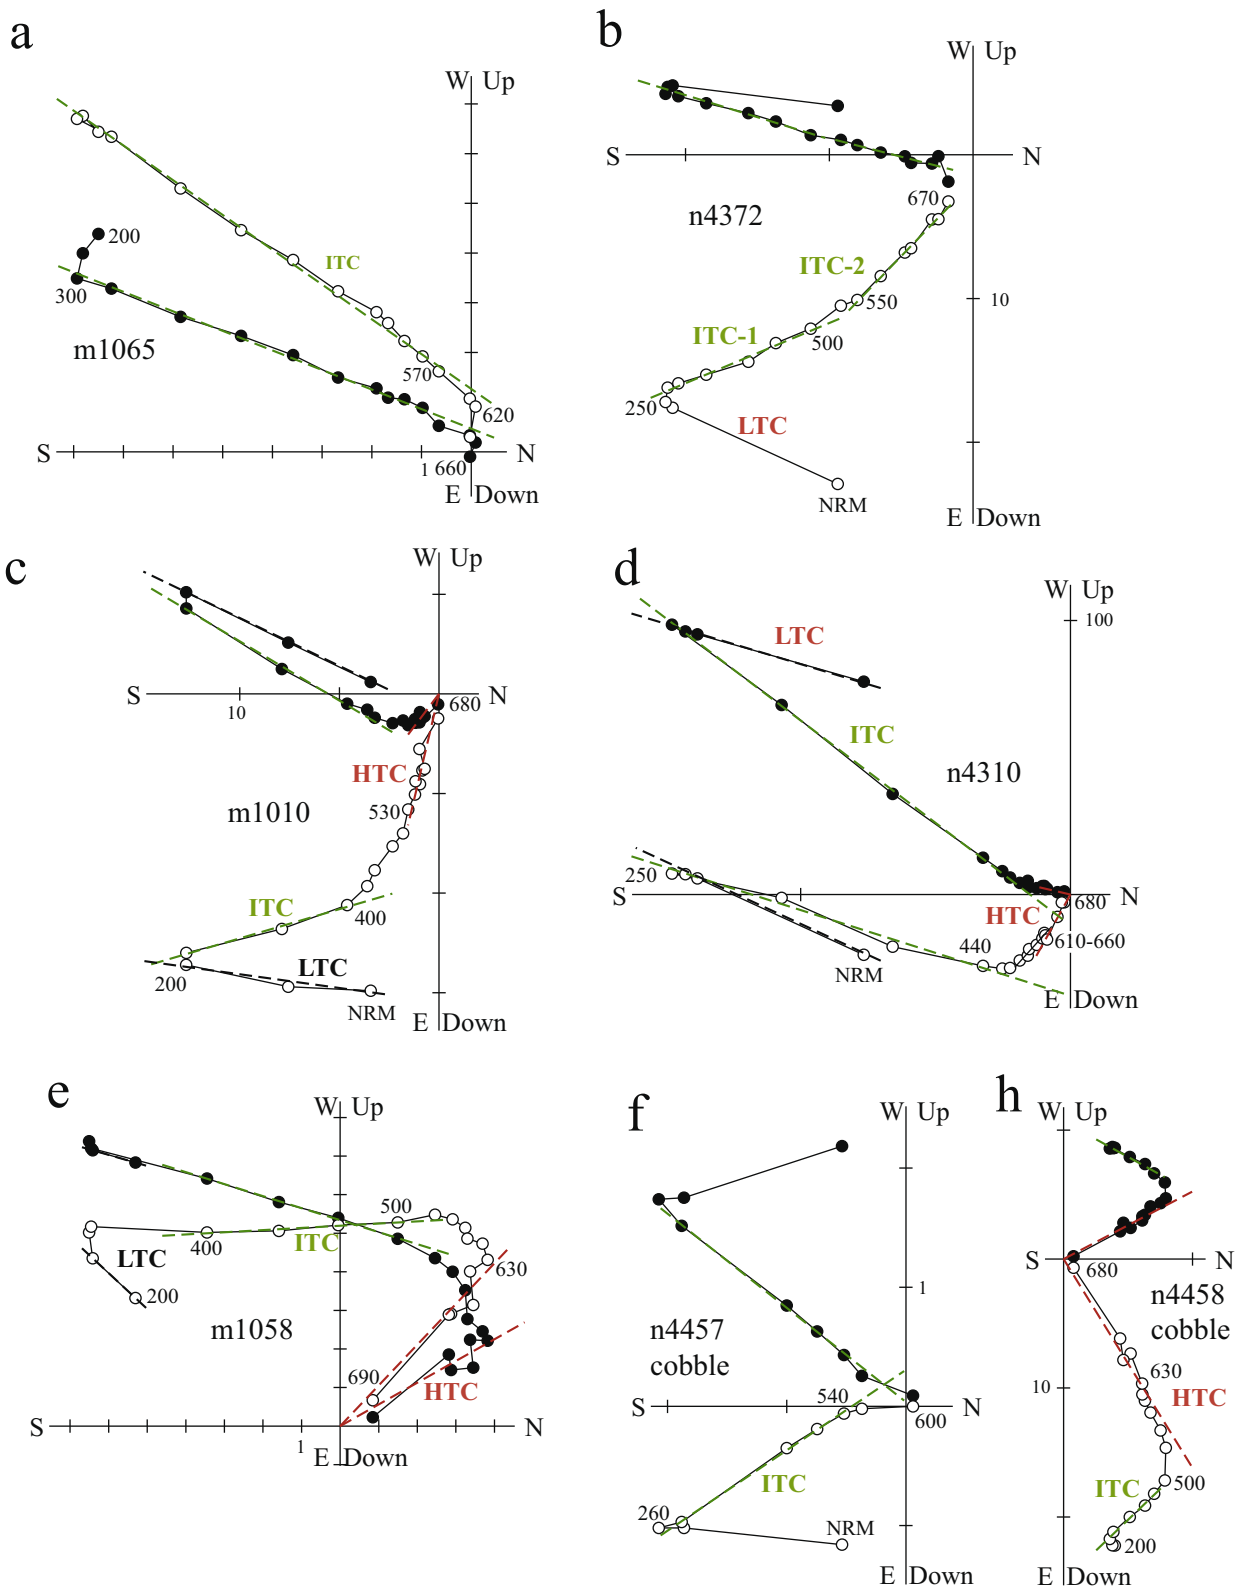 a
W Up
ITC
200
300
m1065
570
620
S
N
1 660
E Down
b
W Up
S
N
n4372
670
ITC-2
550
10
ITC-1
500
250
LTC
NRM
E Down
c
W Up
S
N
10
680
HTC
m1010
530
ITC
400
LTC
200
NRM
E Down
d
W Up
100
LTC
ITC
n4310
250
S
N
680
HTC
440
610-660
NRM
E Down
e
W Up
500
400
ITC
LTC
630
200
m1058
690
HTC
S
N
1
E Down
f
W Up
1
n4457
cobble
540
S
N
600
ITC
260
NRM
E Down
h
W Up
S
N
680
n4458
cobble
630
10
HTC
500
ITC
200
E Down